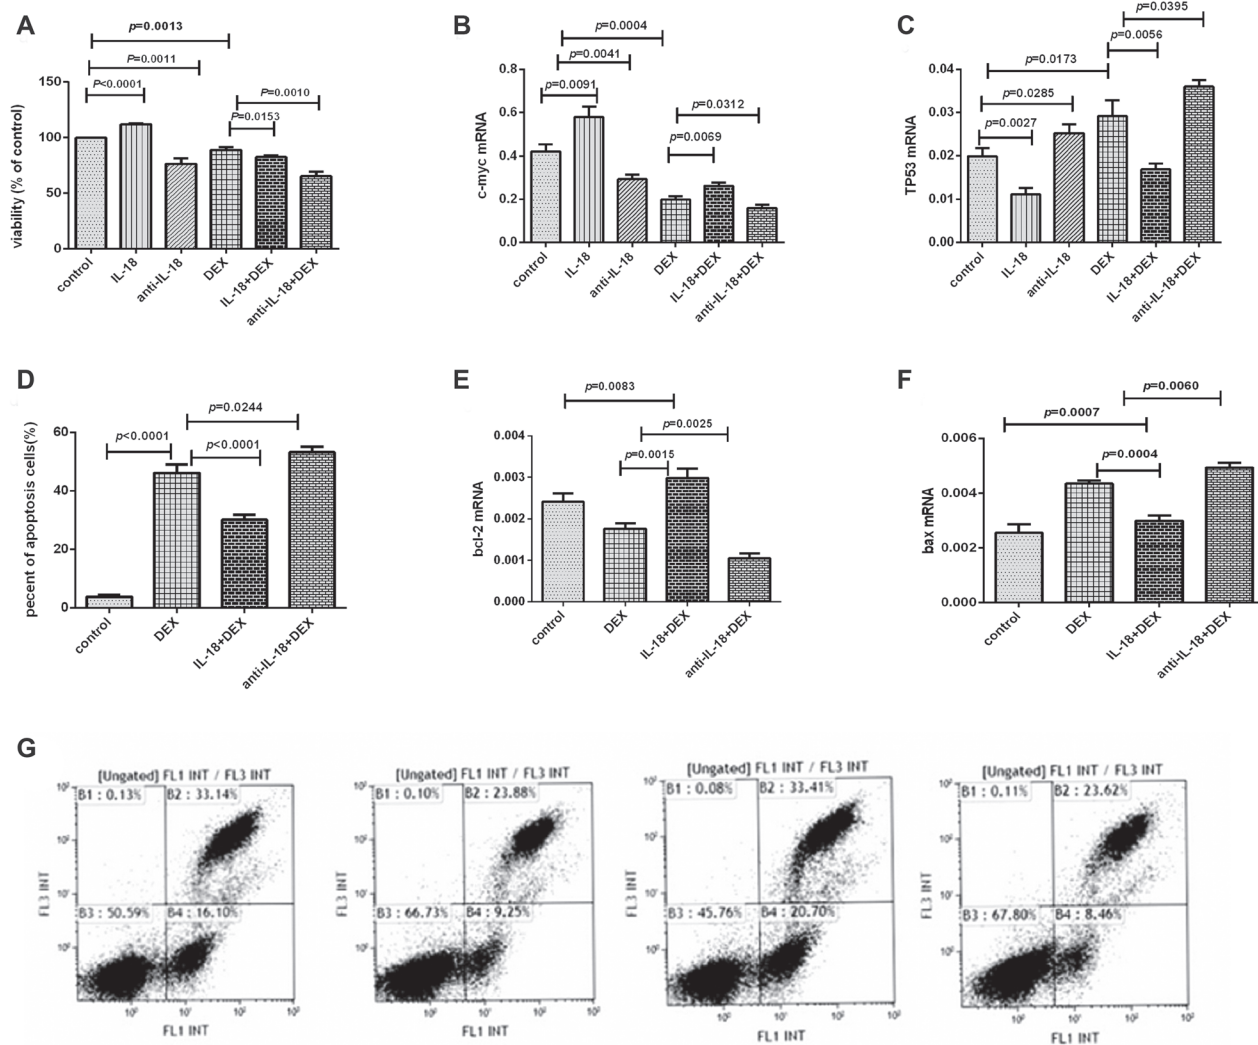 A
p=0.0013
P=0.0011
P<0.0001
P=0.0010
P=0.0153
viability (% of control)
150
100
50
0
control
IL-18
anti-IL-18
DEX
IL-18+DEX
anti-IL-18+DEX
B
p=0.0004
p=0.0041
p=0.0091
p=0.0312
p=0.0069
c-myc mRNA
0.8
0.6
0.4
0.2
0.0
control
IL-18
anti-IL-18
DEX
IL-18+DEX
anti-IL-18+DEX
C
p=0.0395
p=0.0056
p=0.0173
p=0.0285
p=0.0027
TP53 mRNA
0.04
0.03
0.02
0.01
0.00
control
IL-18
anti-IL-18
DEX
IL-18+DEX
anti-IL-18+DEX
D
p=0.0244
p<0.0001
p<0.0001
pecent of apoptosis cells(%)
60
40
20
0
control
DEX
IL-18+DEX
anti-IL-18+DEX
E
p=0.0083
p=0.0025
p=0.0015
bcl-2 mRNA
0.004
0.003
0.002
0.001
0.000
control
DEX
IL-18+DEX
anti-IL-18+DEX
F
p=0.0060
p=0.0007
p=0.0004
bax mRNA
0.006
0.004
0.002
0.000
control
DEX
IL-18+DEX
anti-IL-18+DEX
G
[Ungated] FL1 INT / FL3 INT
B1 : 0.13%
B2 : 33.14%
B3 : 50.59%
B4 : 16.10%
FL3 INT
FL1 INT
[Ungated] FL1 INT / FL3 INT
B1 : 0.10%
B2 : 23.88%
B3 : 66.73%
B4 : 9.25%
FL3 INT
FL1 INT
[Ungated] FL1 INT / FL3 INT
B1 : 0.08%
B2 : 33.41%
B3 : 45.76%
B4 : 20.70%
FL3 INT
FL1 INT
[Ungated] FL1 INT / FL3 INT
B1 : 0.11%
B2 : 23.62%
B3 : 67.80%
B4 : 8.46%
FL3 INT
FL1 INT